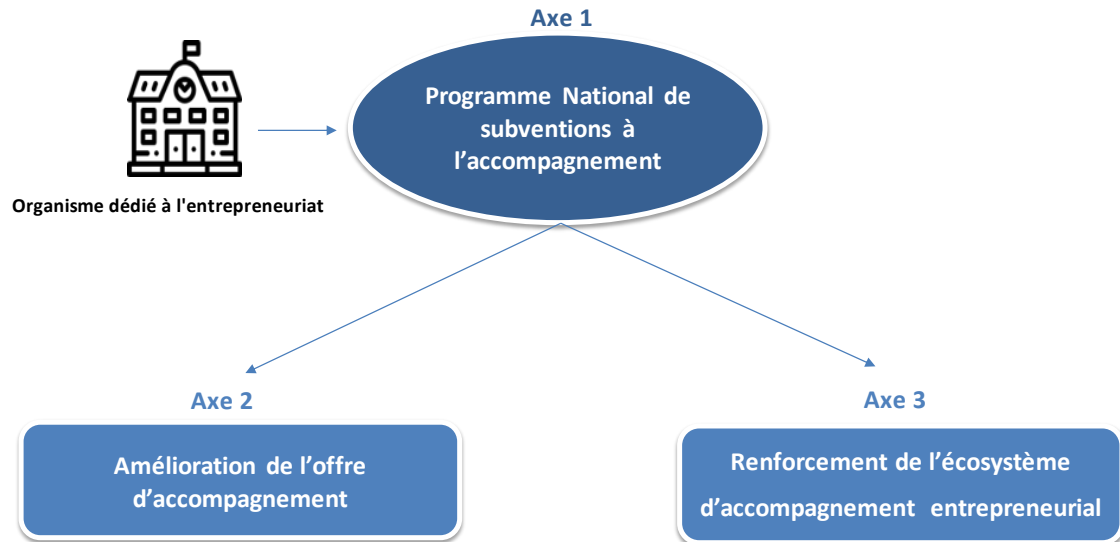 Axe 1
Programme National de
subventions à
l’accompagnement
Organisme dédié à l'entrepreneuriat
Axe 2
Amélioration de l’offre
d’accompagnement
Axe 3
Renforcement de l’écosystème
d’accompagnement entrepreneurial